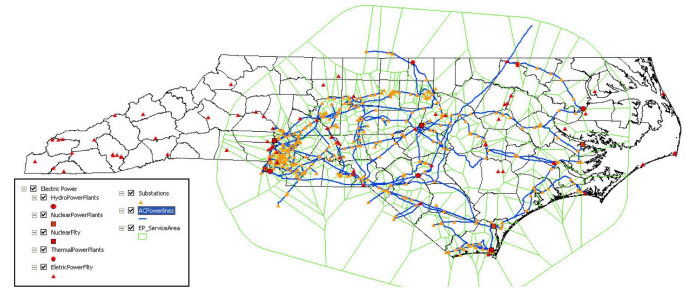 Electric Power
HydroPowerPlants
NuclearPowerPlants
NuclearFlty
ThermalPowerPlants
EletricPowerFlty
Substations
ACPowerlines
EP_ServiceArea